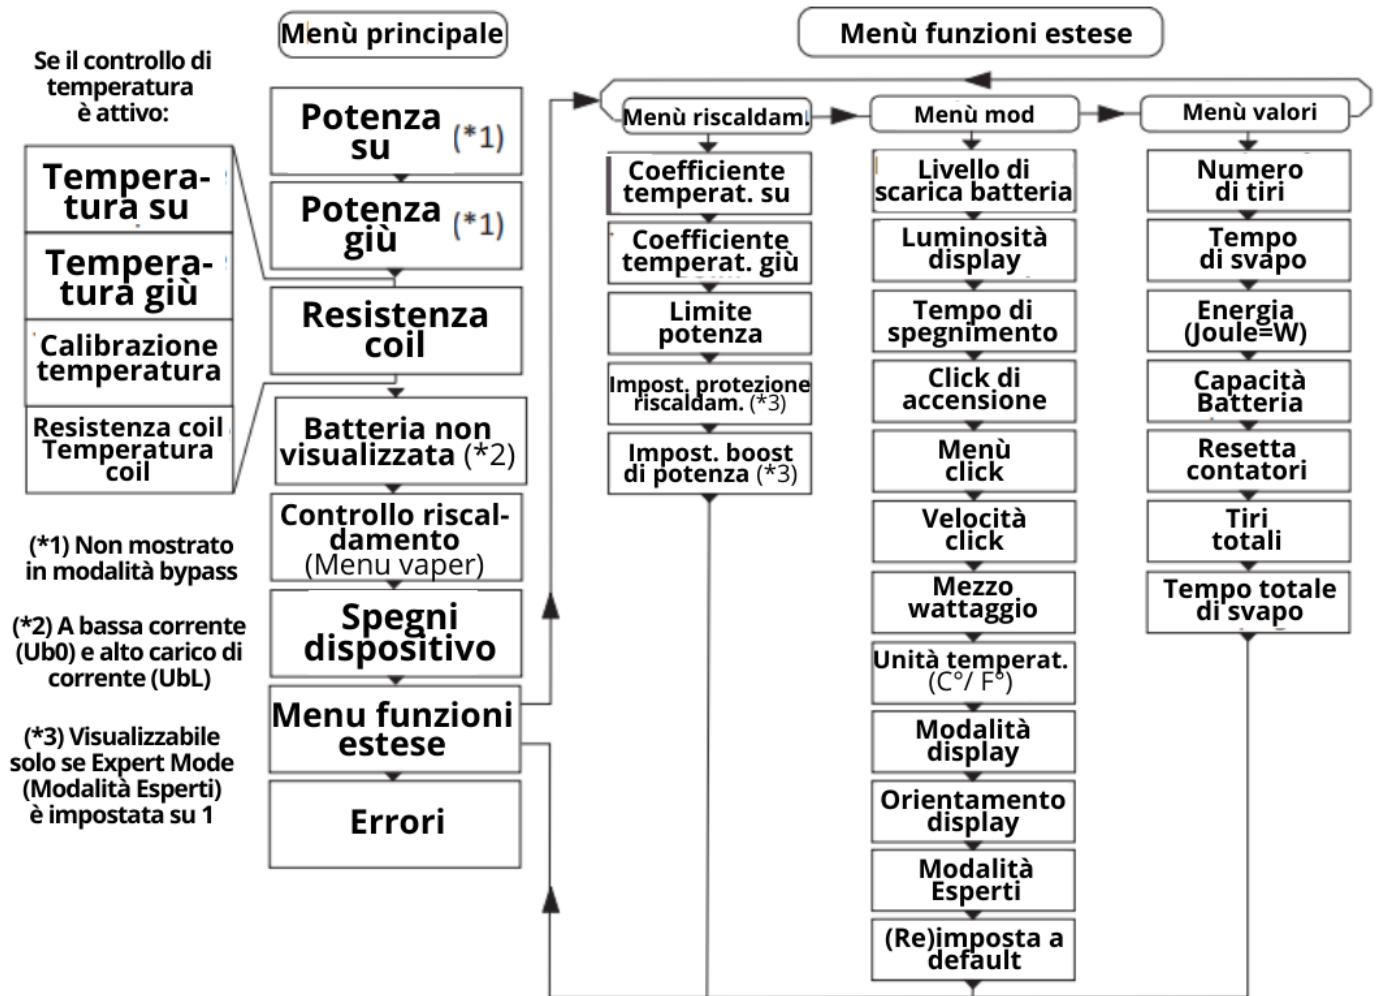 Menù principale
Menù funzioni estese
Se il controllo di
temperatura
è attivo:
Tempera-
tura su
Tempera-
tura giù
Calibrazione
temperatura
Resistenza coil
Temperatura
coil
(*1) Non mostrato
in modalità bypass
(*2) A bassa corrente
(Ub0) e alto carico di
corrente (UbL)
(*3) Visualizzabile
solo se Expert Mode
(Modalità Esperti)
è impostata su 1
Potenza
su (*1)
Potenza
giù (*1)
Resistenza
coil
Batteria non
visualizzata (*2)
Controllo riscal-
damento
(Menu vaper)
Spegni
dispositivo
Menu funzioni
estese
Errori
Menù riscaldam.
Coefficiente
temperat. su
Coefficiente
temperat. giù
Limite
potenza
Impost. protezione
riscaldam. (*3)
Impost. boost
di potenza (*3)
Menù mod
Livello di
scarica batteria
Luminosità
display
Tempo di
spegnimento
Click di
accensione
Menù
click
Velocità
click
Mezzo
wattaggio
Unità temperat.
(C°/ F°)
Modalità
display
Orientamento
display
Modalità
Esperti
(Re)imposta a
default
Menù valori
Numero
di tiri
Tempo
di svapo
Energia
(Joule=W)
Capacità
Batteria
Resetta
contatori
Tiri
totali
Tempo totale
di svapo